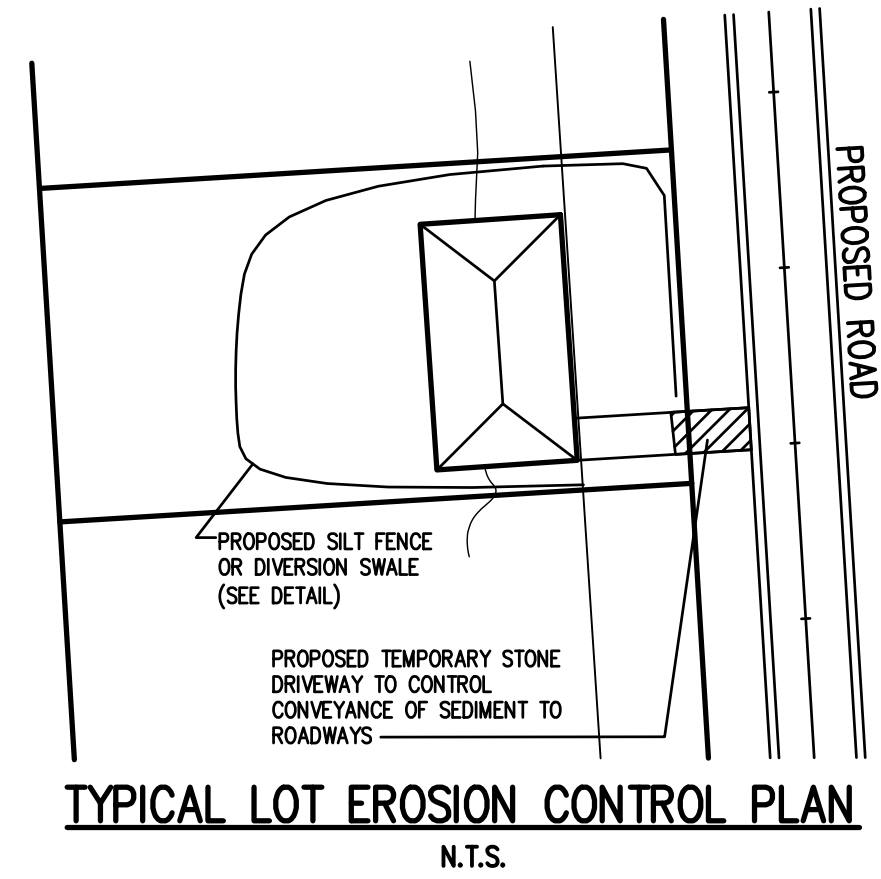 PROPOSED ROAD
PROPOSED SILT FENCE
OR DIVERSION SWALE
(SEE DETAIL)
PROPOSED TEMPORARY STONE
DRIVEWAY TO CONTROL
CONVEYANCE OF SEDIMENT TO
ROADWAYS
TYPICAL LOT EROSION CONTROL PLAN
N.T.S.